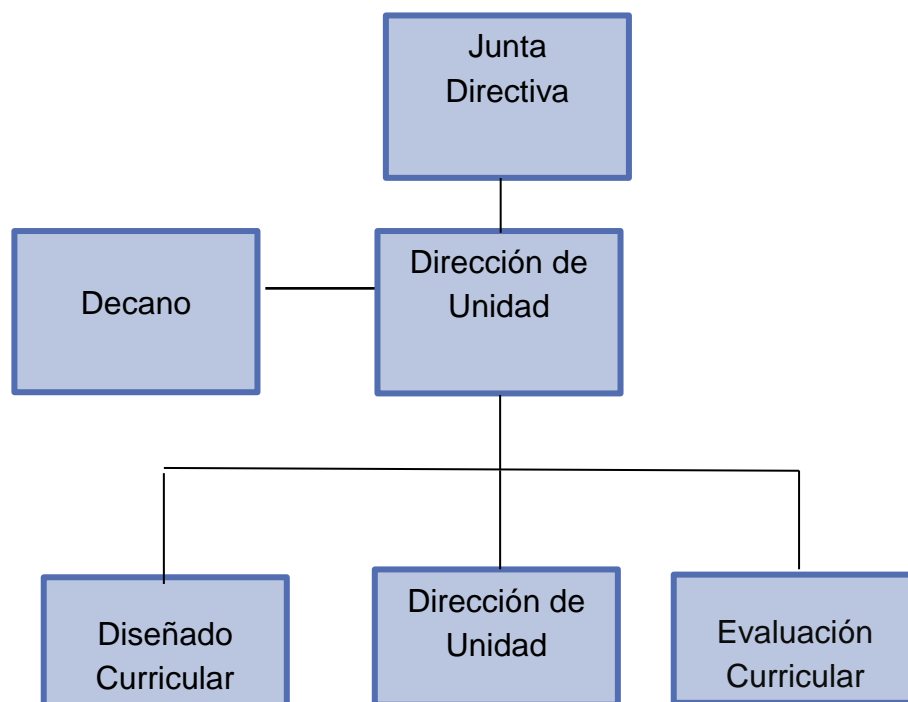 Junta
Directiva
Decano
Dirección de
Unidad
Diseñado
Curricular
Dirección de
Unidad
Evaluación
Curricular